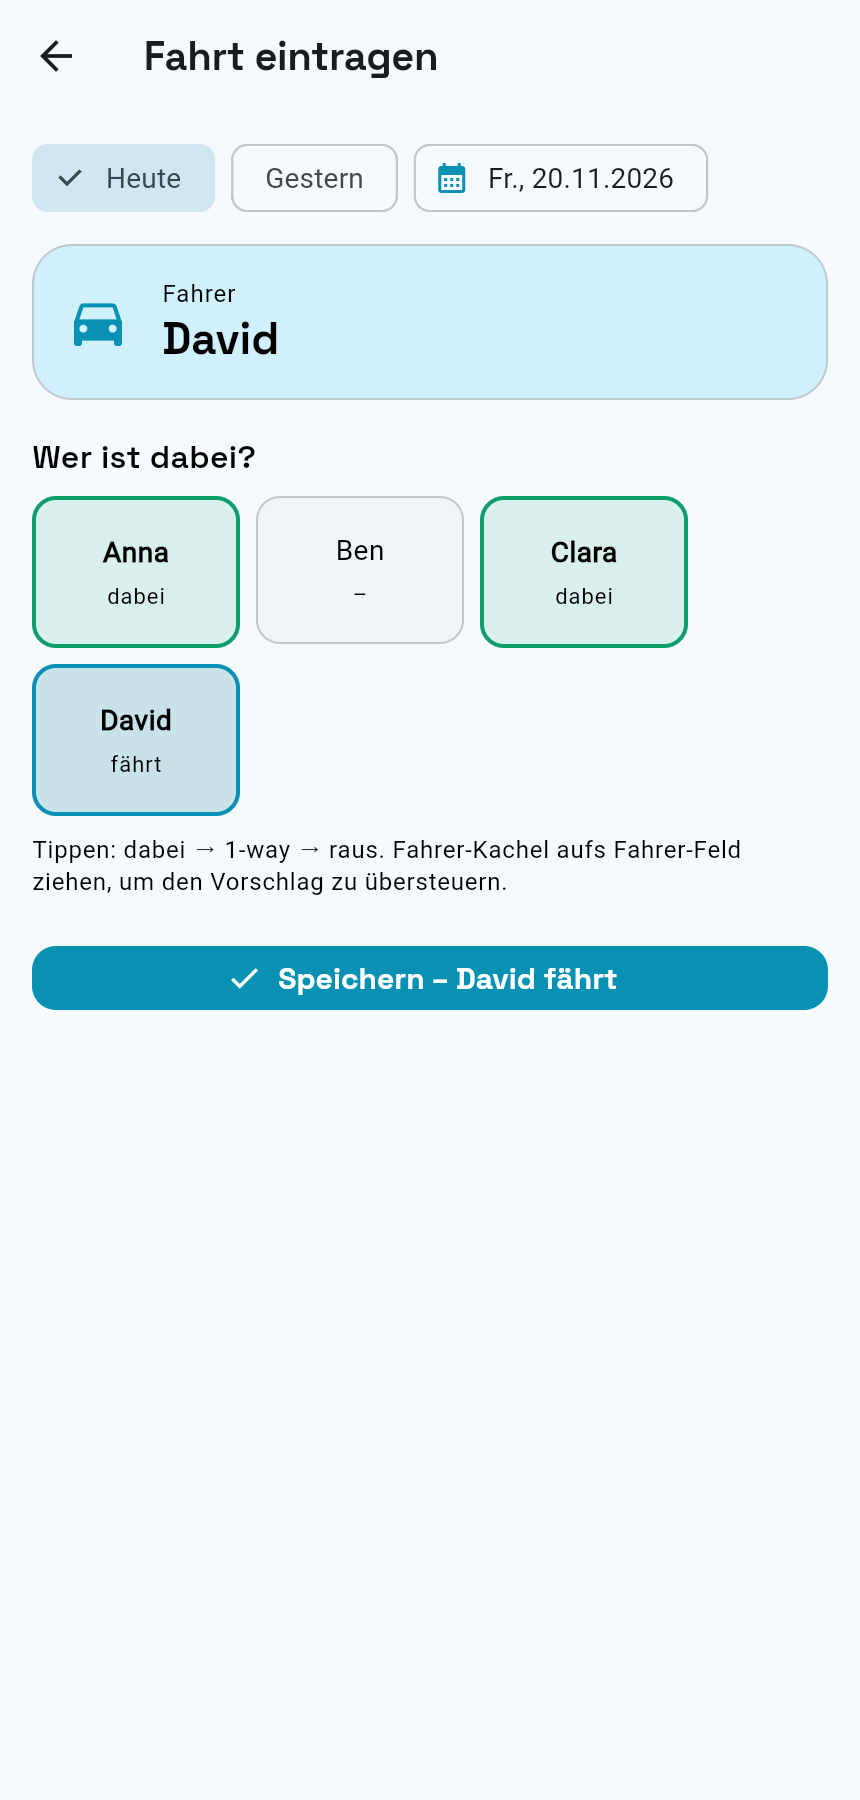 Fahrt eintragen
Heute
Gestern
Fr., 20.11.2026
Fahrer
David
Wer ist dabei?
Anna
dabei
Ben
–
Clara
dabei
David
fährt
Tippen: dabei → 1-way → raus. Fahrer-Kachel aufs Fahrer-Feld
ziehen, um den Vorschlag zu übersteuern.
Speichern – David fährt